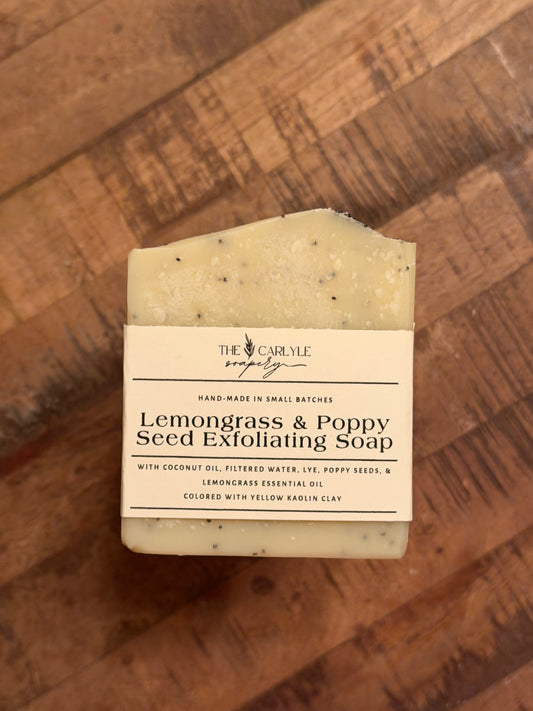 THE CARLYLE
soapery
HAND-MADE IN SMALL BATCHES
Lemongrass & Poppy
Seed Exfoliating Soap
WITH COCONUT OIL, FILTERED WATER, LYE, POPPY SEEDS, &
LEMONGRASS ESSENTIAL OIL
COLORED WITH YELLOW KAOLIN CLAY